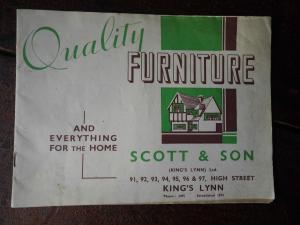 Quality
FURNITURE
AND
EVERYTHING
FOR THE HOME
SCOTT & SON
(KING'S LYNN) Ltd.
91, 92, 93, 94, 95, 96 & 97, HIGH STREET
KING'S LYNN